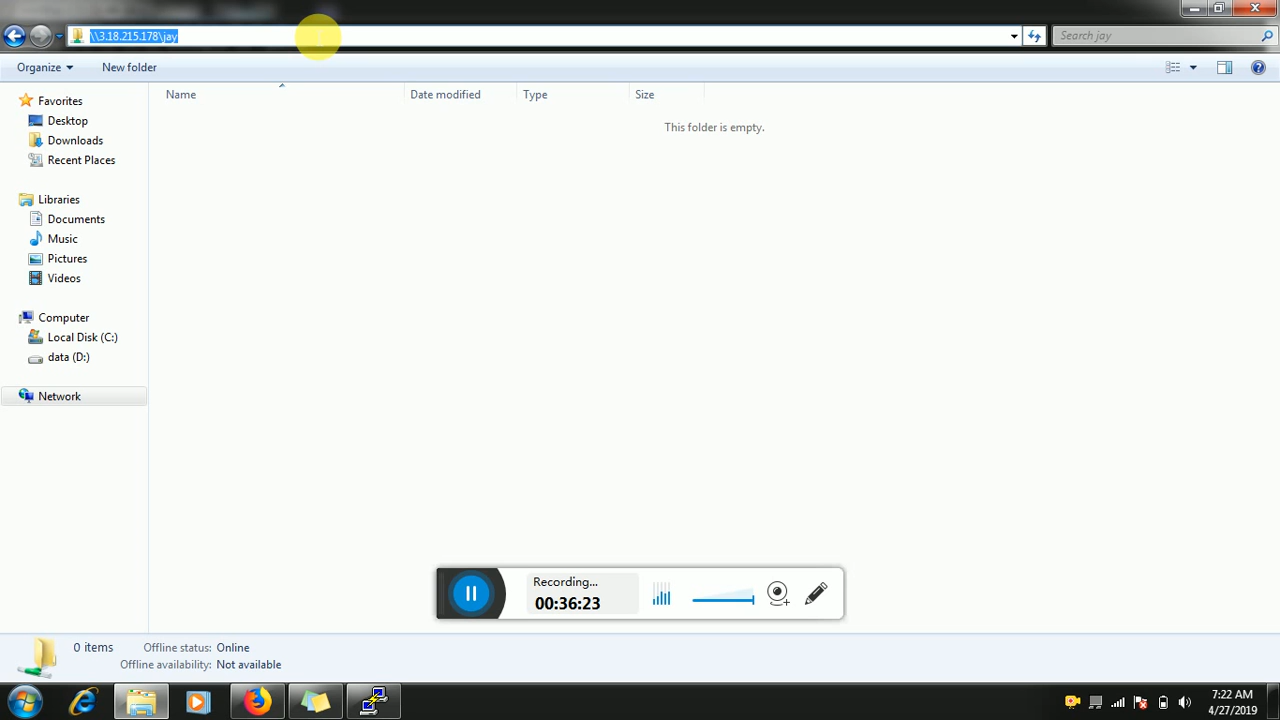 \\3.18.215.178\jay
Search jay
Organize
New folder
Name
Date modified
Type
Size
This folder is empty.
Favorites
Desktop
Downloads
Recent Places
Libraries
Documents
Music
Pictures
Videos
Computer
Local Disk (C:)
data (D:)
Network
Recording...
00:36:23
0 items
Offline status: Online
Offline availability: Not available
7:22 AM
4/27/2019